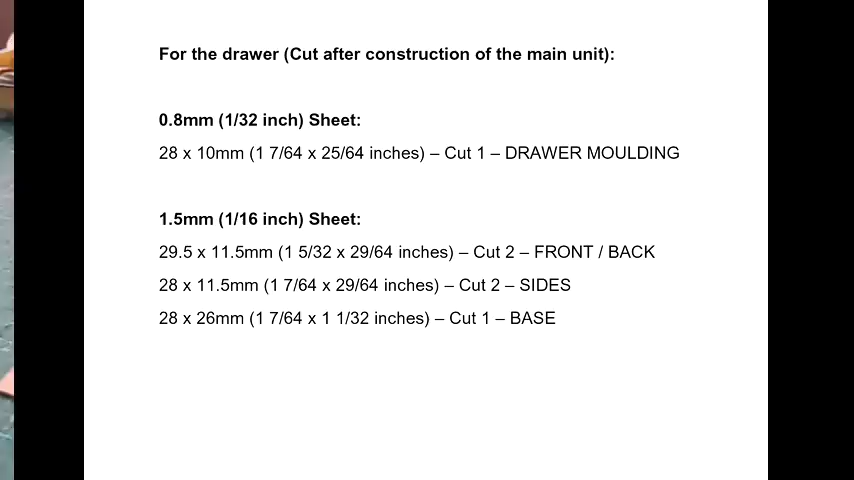 For the drawer (Cut after construction of the main unit):
0.8mm (1/32 inch) Sheet:
28 x 10mm (1 7/64 x 25/64 inches) – Cut 1 – DRAWER MOULDING
1.5mm (1/16 inch) Sheet:
29.5 x 11.5mm (1 5/32 x 29/64 inches) – Cut 2 – FRONT / BACK
28 x 11.5mm (1 7/64 x 29/64 inches) – Cut 2 – SIDES
28 x 26mm (1 7/64 x 1 1/32 inches) – Cut 1 – BASE